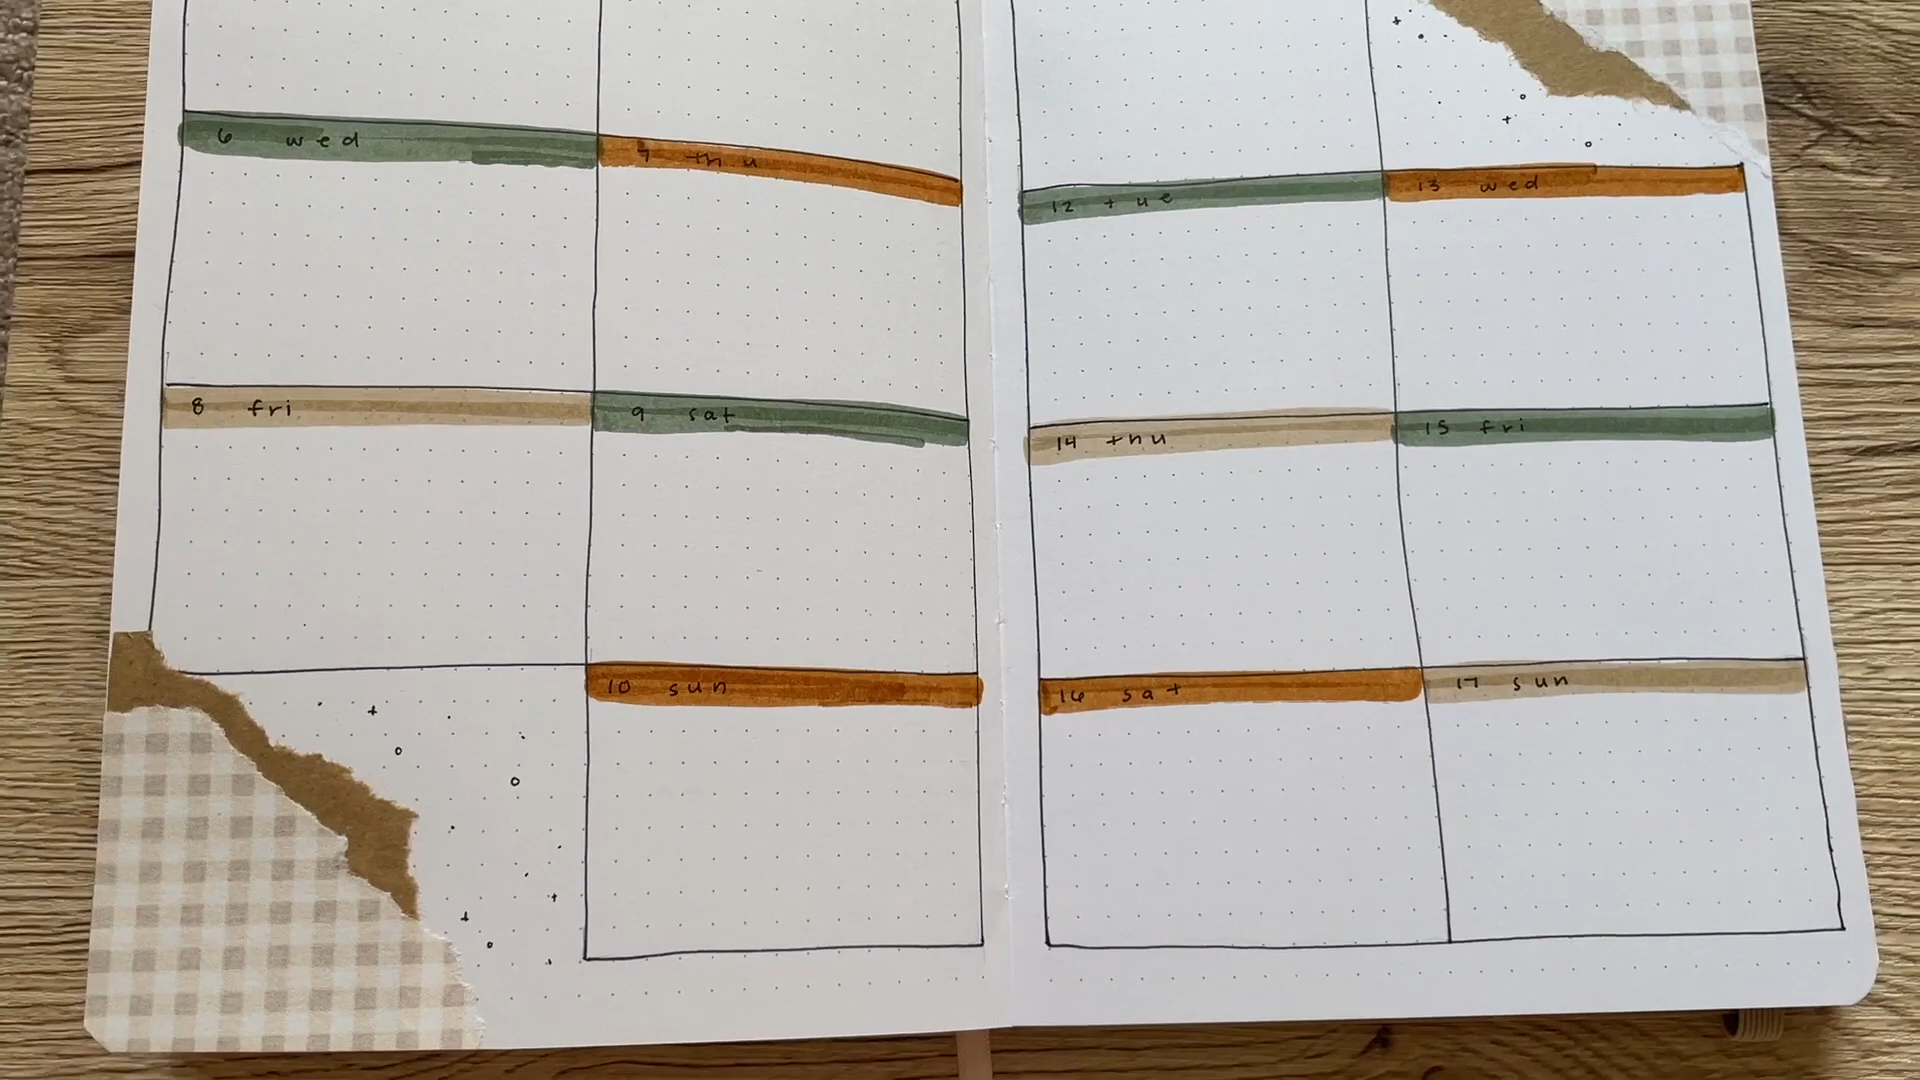 6 wed
7 thu
8 fri
9 sat
10 sun
12 tue
13 wed
14 thu
15 fri
16 sat
17 sun